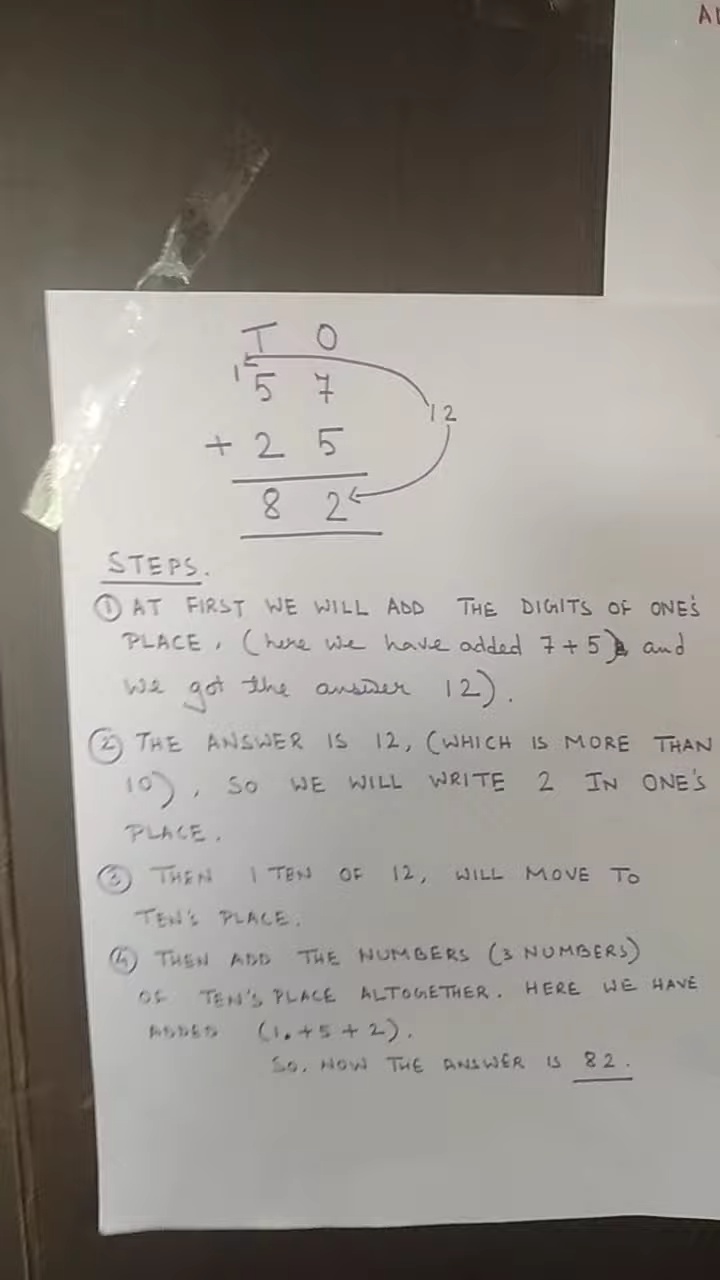 A
T O
1
5 7
12
+ 2 5
8 2
STEPS.
① AT FIRST WE WILL ADD THE DIGITS OF ONE'S
PLACE, (here we have added 7+5) and
we got the answer 12).
② THE ANSWER IS 12, (WHICH IS MORE THAN
10), SO WE WILL WRITE 2 IN ONE'S
PLACE.
③ THEN 1 TEN OF 12, WILL MOVE TO
TEN'S PLACE.
④ THEN ADD THE NUMBERS (3 NUMBERS)
OF TEN'S PLACE ALTOGETHER. HERE WE HAVE
ADDED (1+5+2).
SO, NOW THE ANSWER IS 82.